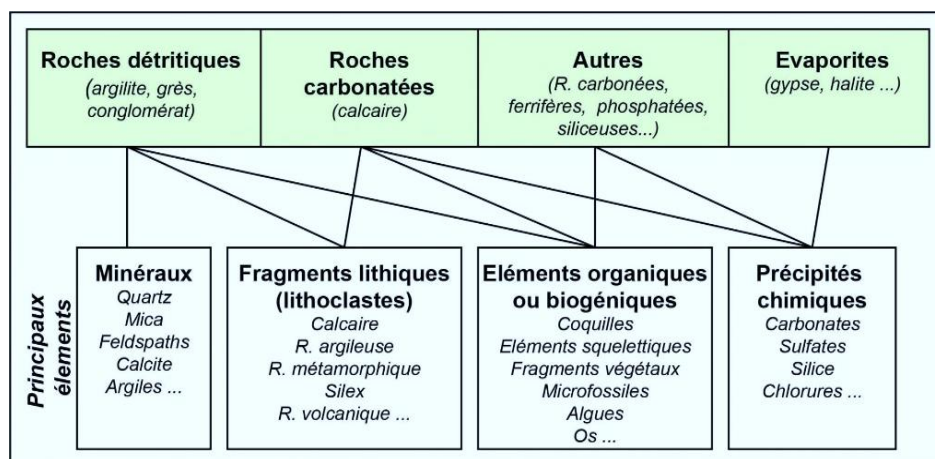 Roches détritiques
(argilite, grès,
conglomérat)
Roches
carbonatées
(calcaire)
Autres
(R. carbonées,
ferrifères, phosphatées,
siliceuses...)
Evaporites
(gypse, halite ...)
Principaux
élements
Minéraux
Quartz
Mica
Feldspaths
Calcite
Argiles ...
Fragments lithiques
(lithoclastes)
Calcaire
R. argileuse
R. métamorphique
Silex
R. volcanique ...
Eléments organiques
ou biogéniques
Coquilles
Eléments squelettiques
Fragments végétaux
Microfossiles
Algues
Os ...
Précipités
chimiques
Carbonates
Sulfates
Silice
Chlorures ...